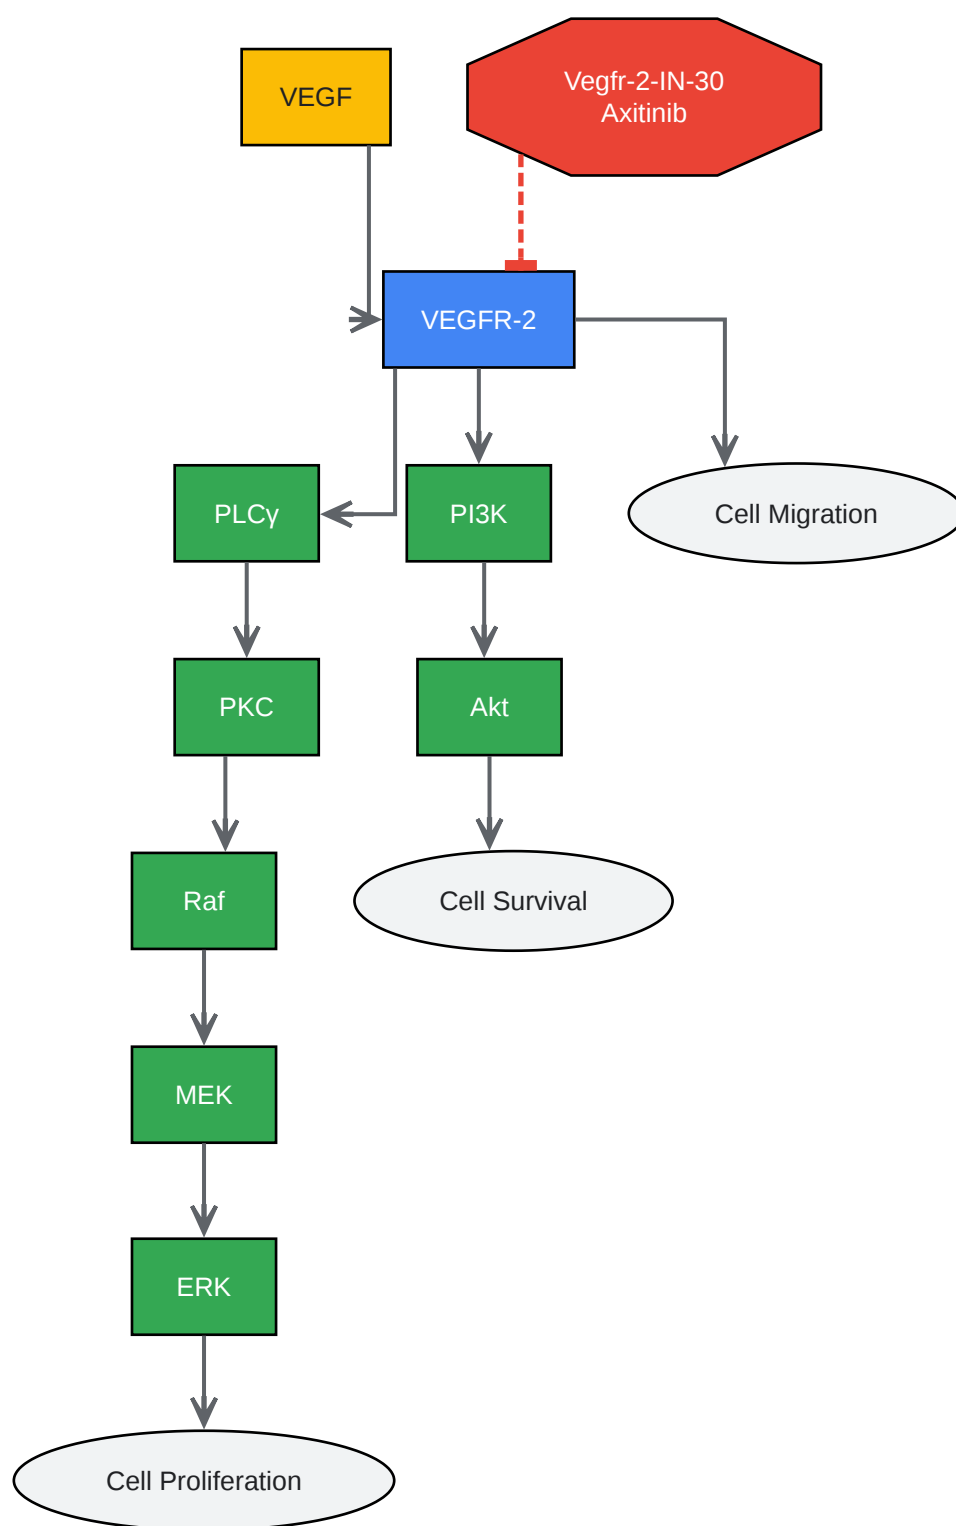 VEGF
Vegfr-2-IN-30
Axitinib
VEGFR-2
PLCγ
PI3K
Cell Migration
PKC
Akt
Raf
Cell Survival
MEK
ERK
Cell Proliferation